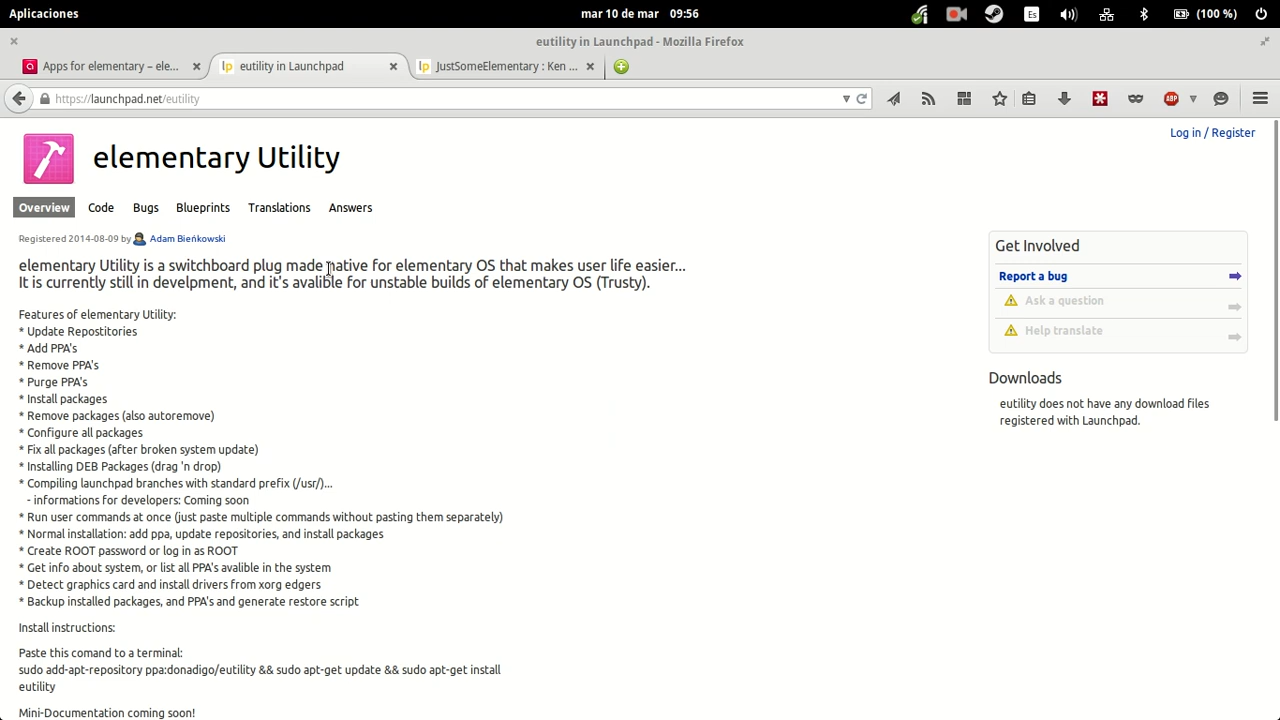 Aplicaciones
mar 10 de mar 09:56
Es
(100 %)
eutility in Launchpad - Mozilla Firefox
Apps for elementary – ele...
lp eutility in Launchpad
lp JustSomeElementary : Ken ...
https://launchpad.net/eutility
ABP
Log in / Register
elementary Utility
Overview Code Bugs Blueprints Translations Answers
Registered 2014-08-09 by Adam Bieńkowski
elementary Utility is a switchboard plug made native for elementary OS that makes user life easier...
It is currently still in develpment, and it's avalible for unstable builds of elementary OS (Trusty).
Features of elementary Utility:
* Update Repostitories
* Add PPA's
* Remove PPA's
* Purge PPA's
* Install packages
* Remove packages (also autoremove)
* Configure all packages
* Fix all packages (after broken system update)
* Installing DEB Packages (drag 'n drop)
* Compiling launchpad branches with standard prefix (/usr/)...
- informations for developers: Coming soon
* Run user commands at once (just paste multiple commands without pasting them separately)
* Normal installation: add ppa, update repositories, and install packages
* Create ROOT password or log in as ROOT
* Get info about system, or list all PPA's avalible in the system
* Detect graphics card and install drivers from xorg edgers
* Backup installed packages, and PPA's and generate restore script
Install instructions:
Paste this comand to a terminal:
sudo add-apt-repository ppa:donadigo/eutility && sudo apt-get update && sudo apt-get install
eutility
Mini-Documentation coming soon!
Get Involved
Report a bug
Ask a question
Help translate
Downloads
eutility does not have any download files
registered with Launchpad.